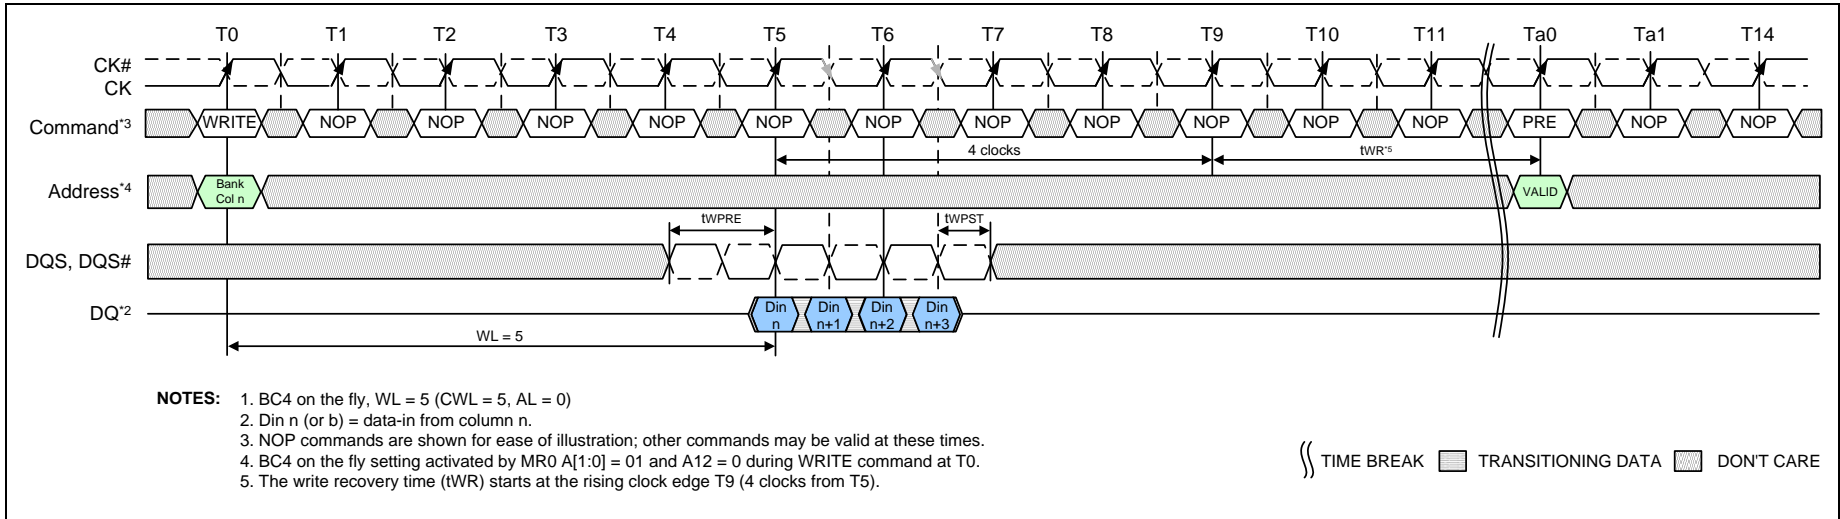 T0 T1 T2 T3 T4 T5 T6 T7 T8 T9 T10 T11 Ta0 Ta1 T14
CK#
CK
Command*3 WRITE NOP NOP NOP NOP NOP NOP NOP NOP NOP NOP NOP PRE NOP NOP
4 clocks tWR*5
Address*4 Bank Col n VALID
tWPRE tWPST
DQS, DQS#
DQ*2 Din n Din n+1 Din n+2 Din n+3
WL = 5
NOTES: 1. BC4 on the fly, WL = 5 (CWL = 5, AL = 0)
2. Din n (or b) = data-in from column n.
3. NOP commands are shown for ease of illustration; other commands may be valid at these times.
4. BC4 on the fly setting activated by MR0 A[1:0] = 01 and A12 = 0 during WRITE command at T0.
5. The write recovery time (tWR) starts at the rising clock edge T9 (4 clocks from T5).
TIME BREAK TRANSITIONING DATA DON'T CARE